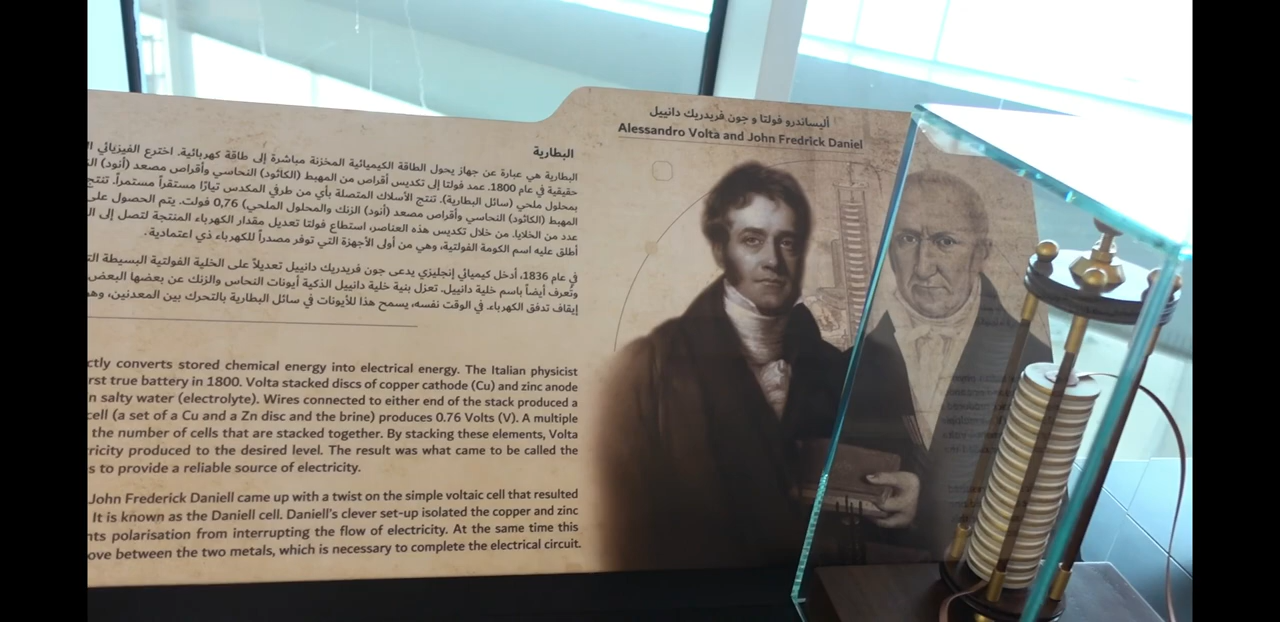 أليساندرو فولتا و جون فريدريك دانييل
Alessandro Volta and John Fredrick Daniel
البطارية
البطارية هي عبارة عن جهاز يحول الطاقة الكيميائية المخزنة مباشرة إلى طاقة كهربائية. اخترع الفيزيائي
حقيقية في عام 1800. عمد فولتا إلى تكديس أقراص من المهبط (الكاثود) النحاسي وأقراص مصعد (أنود)
بمحلول ملحي (سائل البطارية). تنتج الأسلاك المتصلة بأي من طرفي المكدس تيارًا مستقراً مستمراً. تنتج
المهبط (الكاثود) النحاسي وأقراص مصعد (أنود) الزنك والمحلول الملحي) 0,76 فولت. يتم الحصول على
عدد من الخلايا. من خلال تكديس هذه العناصر، استطاع فولتا تعديل مقدار الكهرباء المنتجة لتصل إلى
أطلق عليه اسم الكومة الفولتية، وهي من أولى الأجهزة التي توفر مصدراً للكهرباء ذي اعتمادية.
في عام 1836، أدخل كيميائي إنجليزي يدعى جون فريدريك دانييل تعديلاً على الخلية الفولتية البسيطة
وتُعرف أيضاً باسم خلية دانييل. تعزل بنية خلية دانييل الذكية أيونات النحاس والزنك عن بعضها البعض
إيقاف تدفق الكهرباء. في الوقت نفسه، يسمح هذا للأيونات في سائل البطارية بالتحرك بين المعدنين، وهو
ctly converts stored chemical energy into electrical energy. The Italian physicist
rst true battery in 1800. Volta stacked discs of copper cathode (Cu) and zinc anode
n salty water (electrolyte). Wires connected to either end of the stack produced a
cell (a set of a Cu and a Zn disc and the brine) produces 0.76 Volts (V). A multiple
the number of cells that are stacked together. By stacking these elements, Volta
ricity produced to the desired level. The result was what came to be called the
s to provide a reliable source of electricity.
John Frederick Daniell came up with a twist on the simple voltaic cell that resulted
It is known as the Daniell cell. Daniell's clever set-up isolated the copper and zinc
nts polarisation from interrupting the flow of electricity. At the same time this
ove between the two metals, which is necessary to complete the electrical circuit.